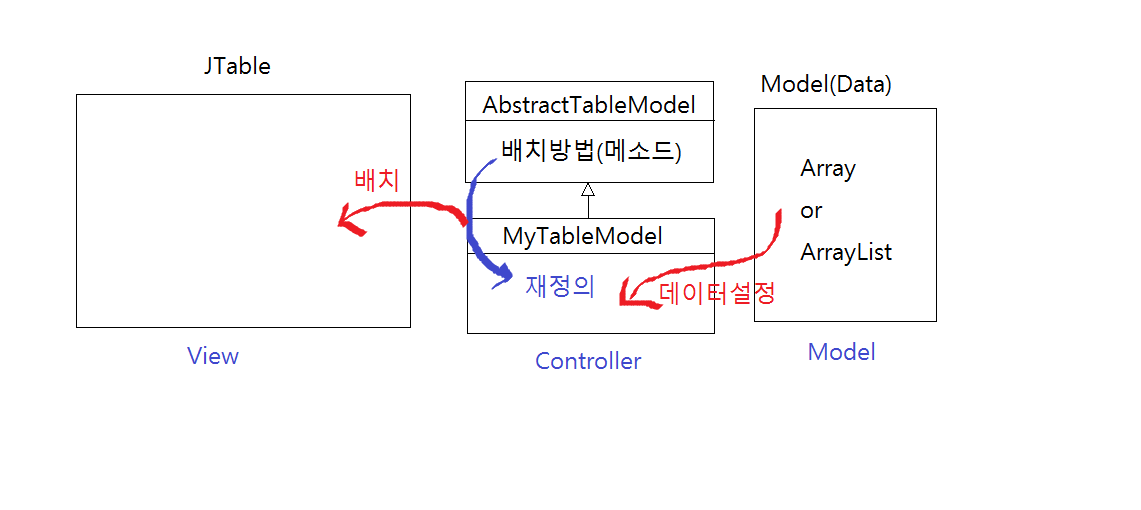 JTable
배치
View
AbstractTableModel
배치방법(메소드)
MyTableModel
재정의
Controller
데이터설정
Model(Data)
Array
or
ArrayList
Model